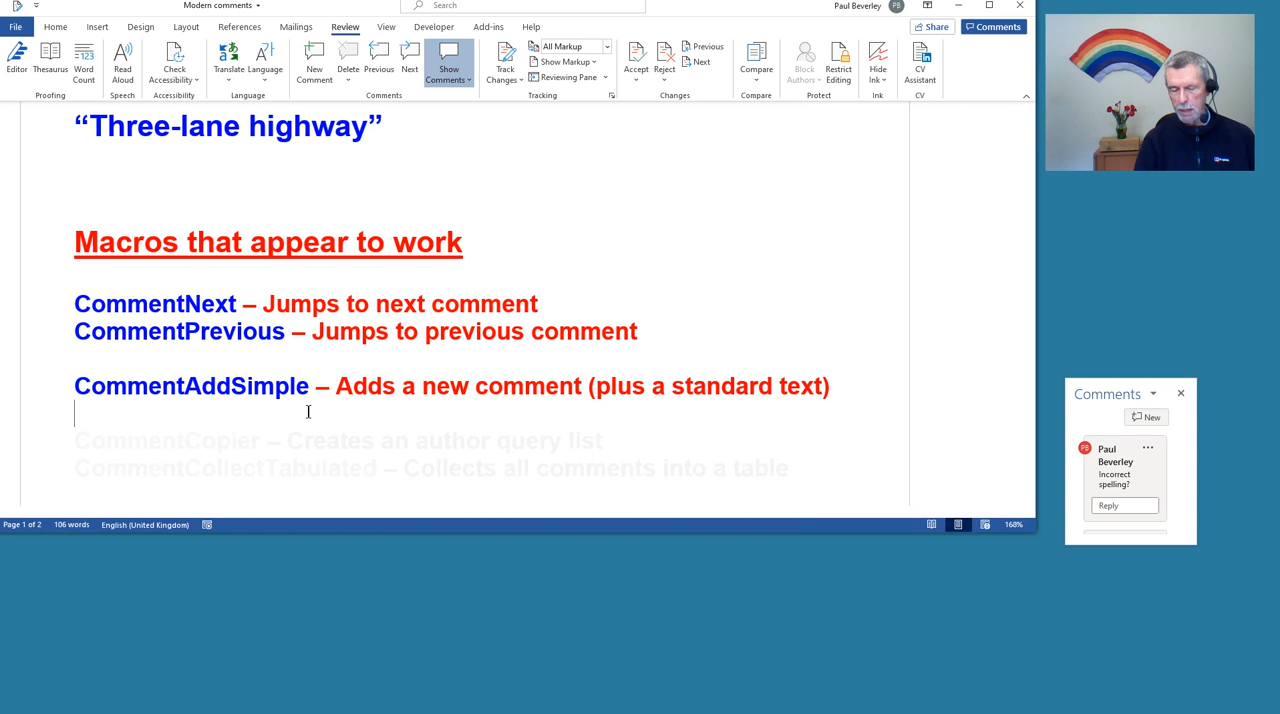 Modern comments
Search
Paul Beverley PB
File Home Insert Design Layout References Mailings Review View Developer Add-ins Help Share Comments
Editor Thesaurus Word Count
Read Aloud
Check Accessibility
Translate Language
New Comment Delete Previous Next Show Comments
Track Changes All Markup
Show Markup
Reviewing Pane
Accept Reject Previous
Next
Compare
Block Authors Restrict Editing
Hide Ink
CV Assistant
Proofing Speech Accessibility Language Comments Tracking Changes Compare Protect Ink CV
“Three-lane highway”
Macros that appear to work
CommentNext – Jumps to next comment
CommentPrevious – Jumps to previous comment
CommentAddSimple – Adds a new comment (plus a standard text)
CommentCopier – Creates an author query list
CommentCollectTabulated – Collects all comments into a table
Page 1 of 2 106 words English (United Kingdom) 168%
Comments
New
PB Paul
Beverley
Incorrect
spelling?
Reply